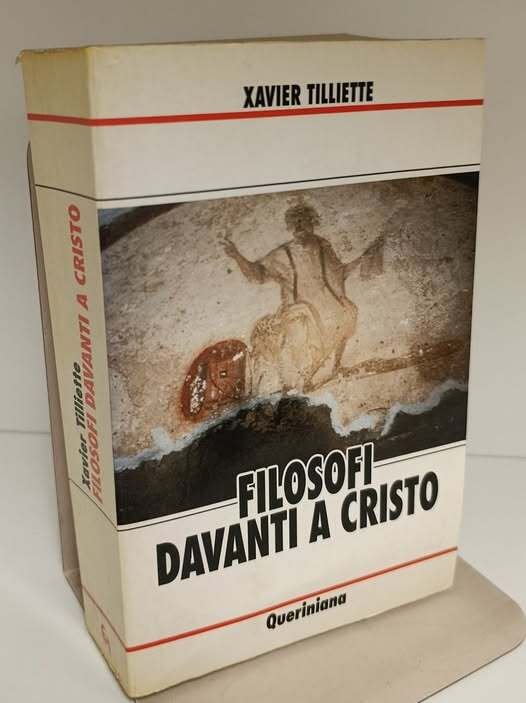 XAVIER TILLIETTE
FILOSOFI
DAVANTI A CRISTO
Queriniana
Xavier Tilliette
FILOSOFI DAVANTI A CRISTO